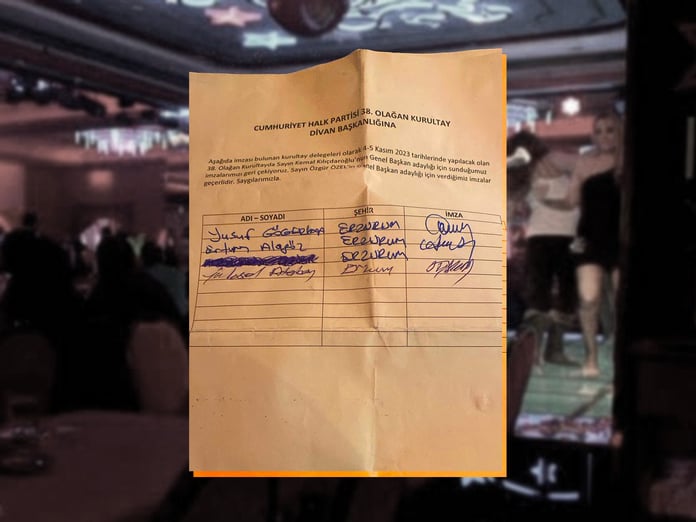 CUMHURİYET HALK PARTİSİ 38. OLAĞAN KURULTAY
DİVAN BAŞKANLIĞINA
Aşağıda imzası bulunan kurultay delegeleri olarak 4-5 Kasım 2023 tarihlerinde yapılacak olan
38. Olağan Kurultayda Sayın Kemal Kılıçdaroğlu'nun Genel Başkan adaylığı için sunduğumuz
imzalarımızı geri çekiyoruz. Sayın Özgür ÖZEL'in Genel Başkan adaylığı için verdiğimiz imzalar
geçerlidir. Saygılarımızla.
ADI – SOYADI ŞEHİR İMZA
Yusuf ERZURUM
ERZURUM
ERZURUM